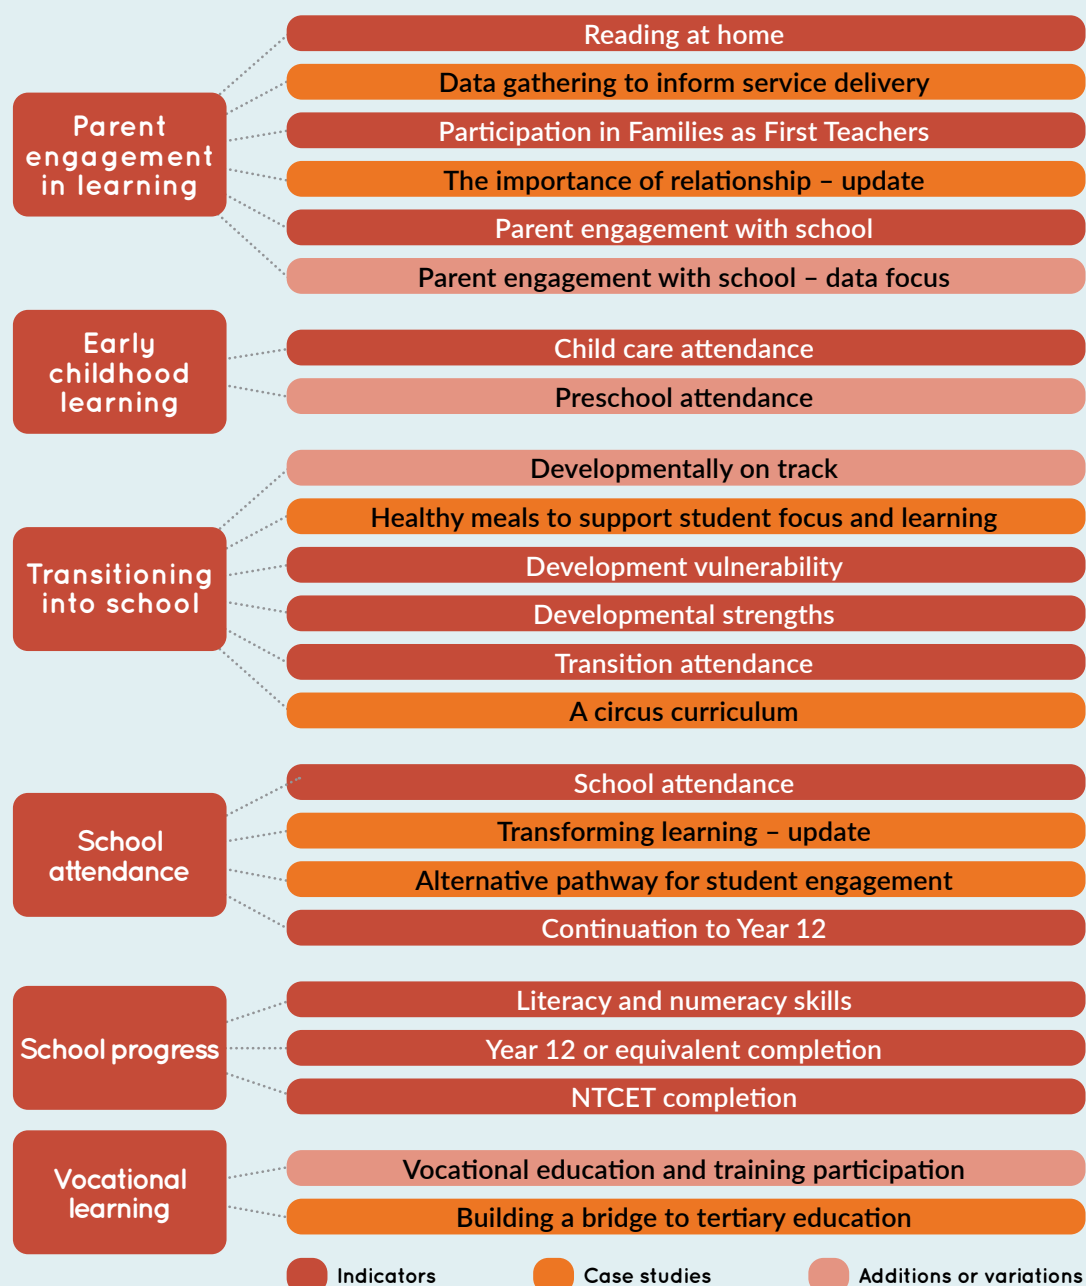 Parent
engagement
in learning
Reading at home
Data gathering to inform service delivery
Participation in Families as First Teachers
The importance of relationship – update
Parent engagement with school
Parent engagement with school – data focus
Early
childhood
learning
Child care attendance
Preschool attendance
Transitioning
into school
Developmentally on track
Healthy meals to support student focus and learning
Development vulnerability
Developmental strengths
Transition attendance
A circus curriculum
School
attendance
School attendance
Transforming learning – update
Alternative pathway for student engagement
Continuation to Year 12
School progress
Literacy and numeracy skills
Year 12 or equivalent completion
NTCET completion
Vocational
learning
Vocational education and training participation
Building a bridge to tertiary education
Indicators
Case studies
Additions or variations